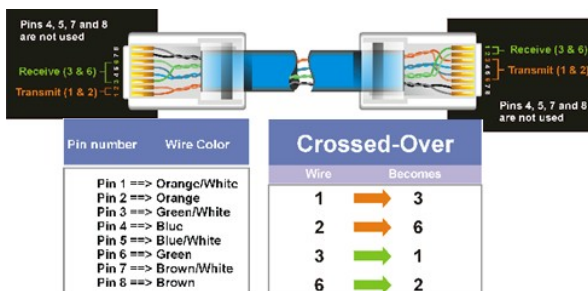 Pins 4, 5, 7 and 8
are not used
Receive (3 & 6)
Transmit (1 & 2)
Receive (3 & 6)
Transmit (1 & 2)
Pins 4, 5, 7 and 8
are not used
Pin number Wire Color
Pin 1 ==> Orange/White
Pin 2 ==> Orange
Pin 3 ==> Green/White
Pin 4 ==> Blue
Pin 5 ==> Blue/White
Pin 6 ==> Green
Pin 7 ==> Brown/White
Pin 8 ==> Brown
Crossed-Over
Wire Becomes
1 3
2 6
3 1
6 2